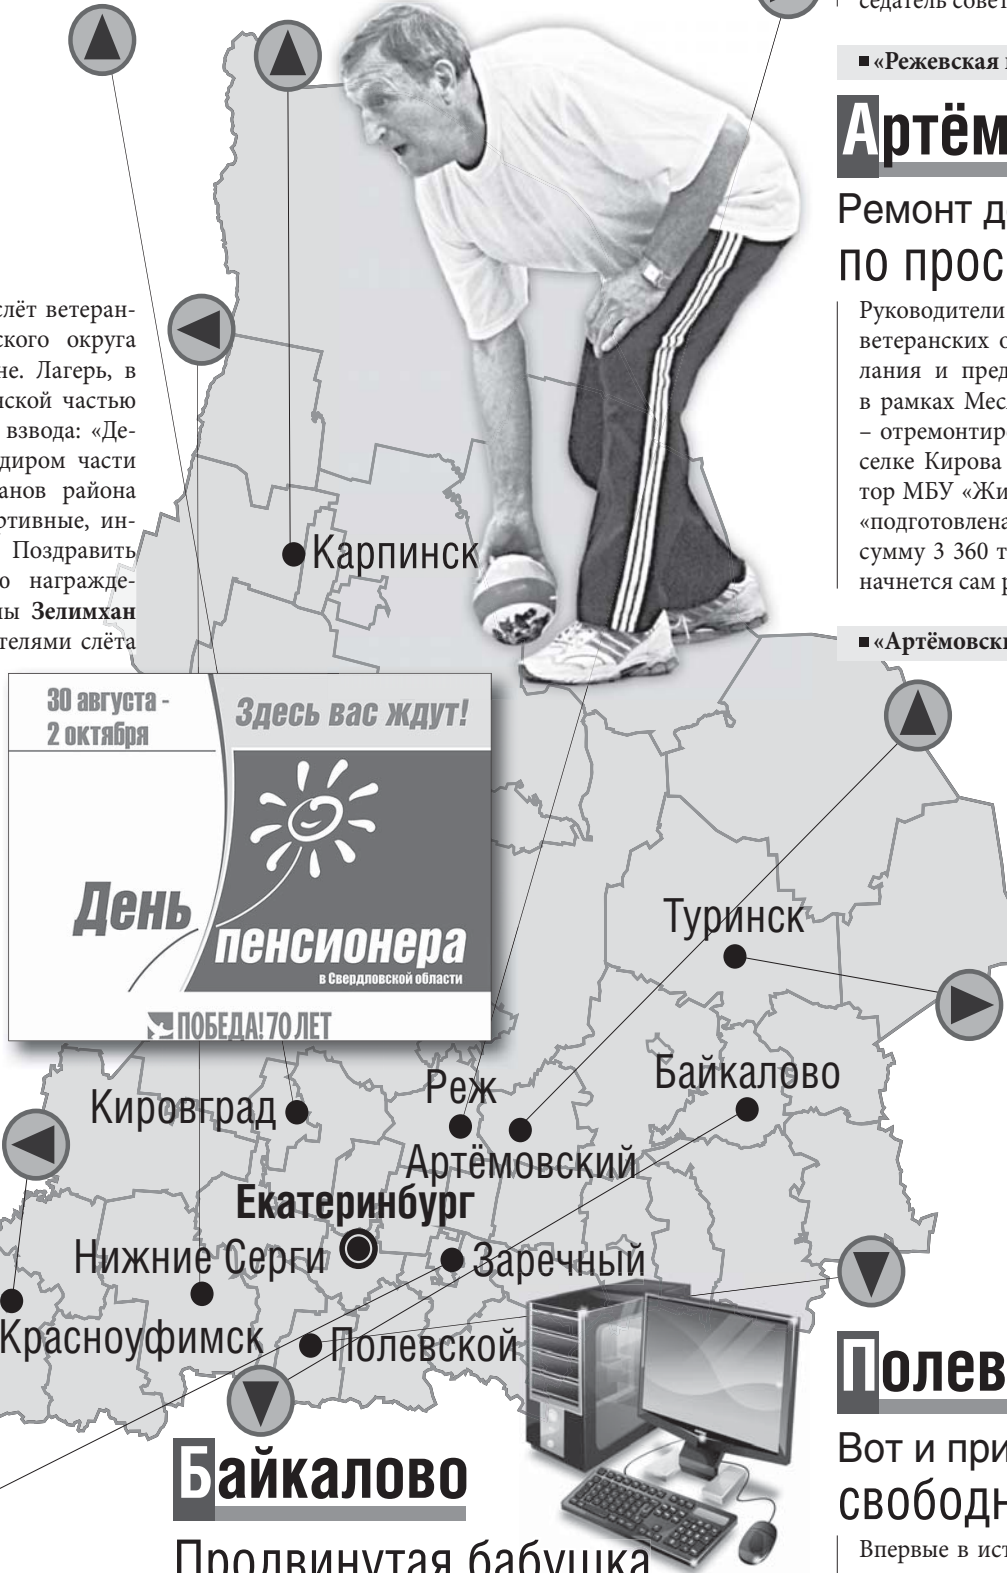 седатель совет
«Режевская
Артём
Ремонт д
по прос
Руководители
ветеранских о
лания и пред
в рамках Мес
– отремонтир
селке Кирова
тор МБУ «Жи
«подготовлена
сумму 3 360 т
начнется сам р
«Артёмовски
слёт ветеран-
ского округа
не. Лагерь, в
нской частью
взвода: «Де-
диром части
анов района
ртивные, ин-
Поздравить
о награжде-
ны Зелимхан
телями слёта
Карпинск
30 августа -
2 октября
Здесь вас ждут!
День
пенсионера
в Свердловской области
ПОБЕДА! 70 ЛЕТ
Туринск
Байкалово
Реж
Кировград
Артёмовский
Екатеринбург
Нижние Серги
Заречный
Красноуфимск
Полевской
Байкалово
Продвинутая бабушка
Полев
Вот и при
свободн
Впервые в ист